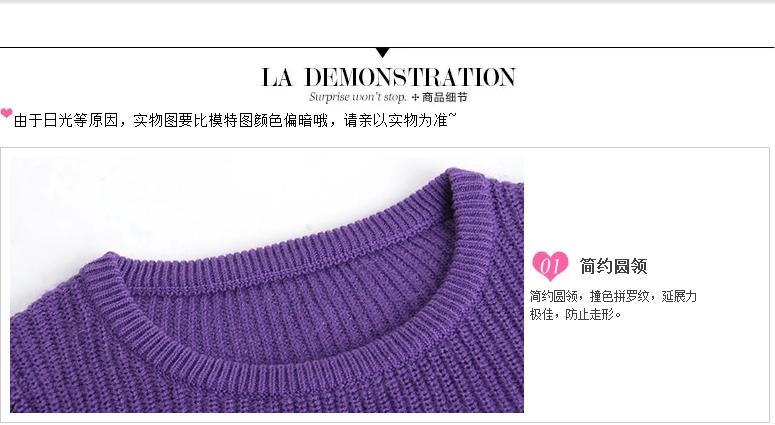 LA DEMONSTRATION
Surprise won't stop. ✣商品细节
由于日光等原因，实物图要比模特图颜色偏暗哦，请亲以实物为准~
01 简约圆领
简约圆领，撞色拼罗纹，延展力
极佳，防止走形。